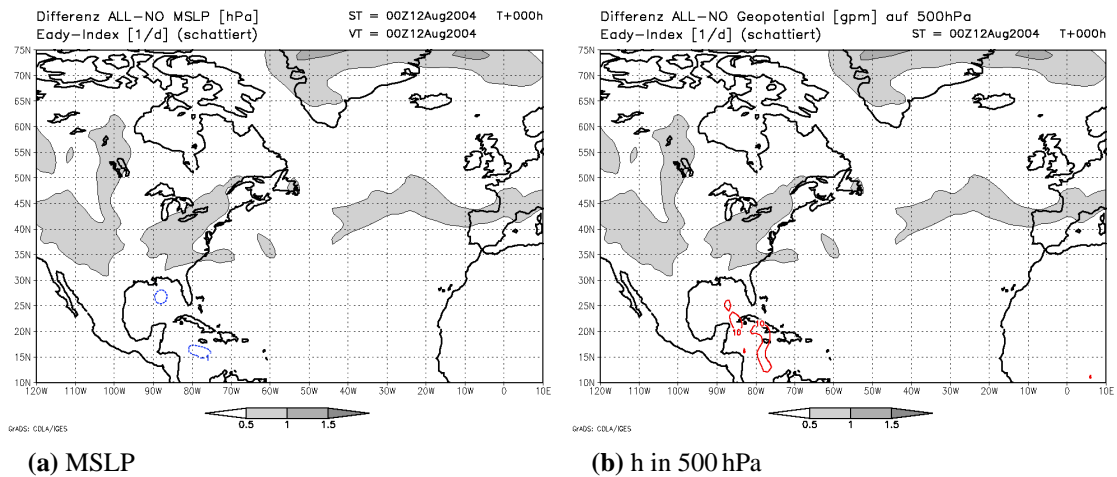 Differenz ALL-NO MSLP [hPa] ST = 00Z12Aug2004 T+000h
Eady-Index [1/d] (schattiert) VT = 00Z12Aug2004
75N
70N
65N
60N
55N
50N
45N
40N
35N
30N
25N
20N
15N
10N
120W 110W 100W 90W 80W 70W 60W 50W 40W 30W 20W 10W 0 10E
0.5 1 1.5
GrADS: COLA/IGES
(a) MSLP
Differenz ALL-NO Geopotential [gpm] auf 500hPa
Eady-Index [1/d] (schattiert) ST = 00Z12Aug2004 T+000h
75N
70N
65N
60N
55N
50N
45N
40N
35N
30N
25N
20N
15N
10N
10
10
120W 110W 100W 90W 80W 70W 60W 50W 40W 30W 20W 10W 0 10E
0.5 1 1.5
GrADS: COLA/IGES
(b) h in 500 hPa